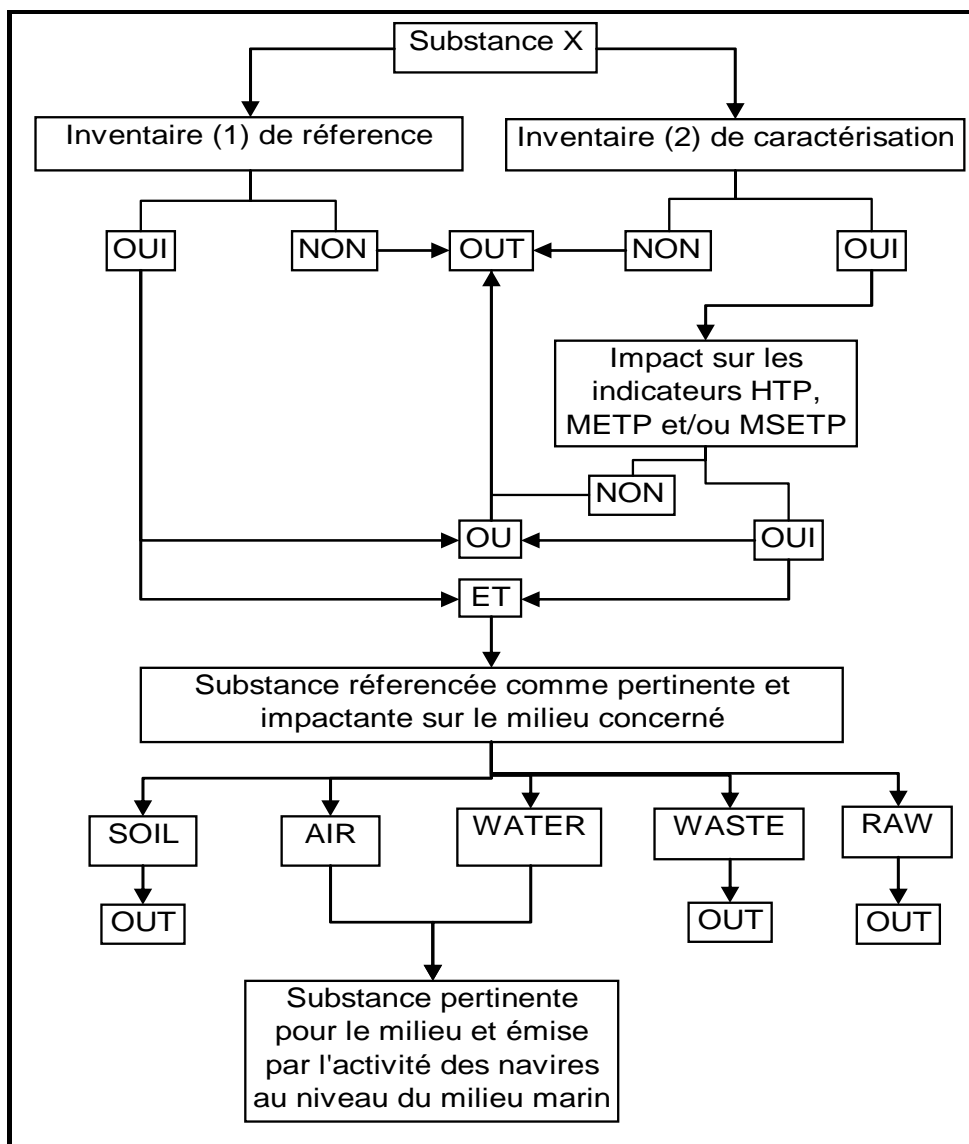 Substance X
Inventaire (1) de réference
Inventaire (2) de caractérisation
OUI
NON
OUT
NON
OUI
Impact sur les
indicateurs HTP,
METP et/ou MSETP
NON
OU
OUI
ET
Substance réferencée comme pertinente et
impactante sur le milieu concerné
SOIL
AIR
WATER
WASTE
RAW
OUT
OUT
OUT
Substance pertinente
pour le milieu et émise
par l'activité des navires
au niveau du milieu marin